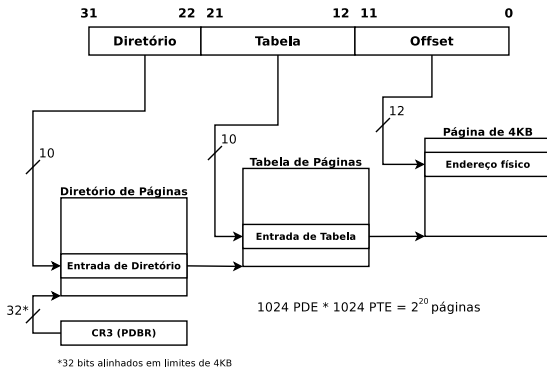 31 22 21 12 11 0
Diretório Tabela Offset
10 10 12
Página de 4KB
Endereço físico
Tabela de Páginas
Diretório de Páginas
Entrada de Tabela
Entrada de Diretório
1024 PDE * 1024 PTE = 2²⁰ páginas
32*
CR3 (PDBR)
*32 bits alinhados em limites de 4KB